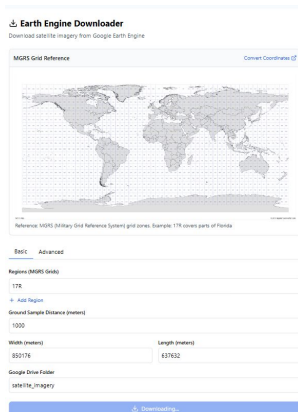 Earth Engine Downloader
Download satellite imagery from Google Earth Engine
MGRS Grid Reference
Convert Coordinates
Reference: MGRS (Military Grid Reference System) grid zones. Example: 17R covers parts of Florida
Basic
Advanced
Regions (MGRS Grids)
17R
+ Add Region
Ground Sample Distance (meters)
1000
Width (meters)
Length (meters)
850176
637632
Google Drive Folder
satellite_imagery
Downloading...